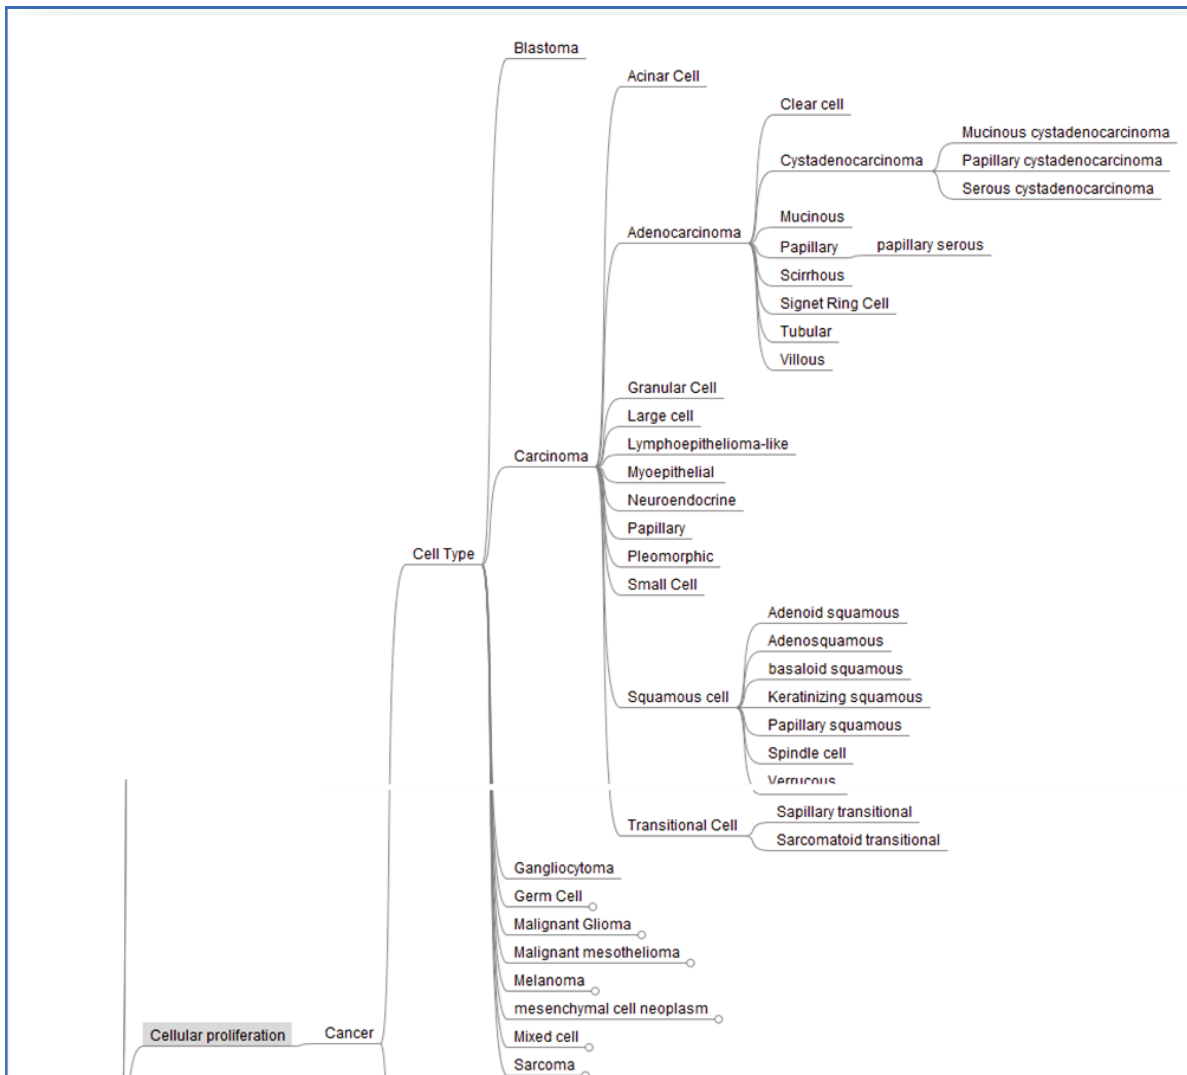 Blastoma
Acinar Cell
Clear cell
Mucinous cystadenocarcinoma
Cystadenocarcinoma
Papillary cystadenocarcinoma
Serous cystadenocarcinoma
Mucinous
Adenocarcinoma
Papillary
papillary serous
Scirrhous
Signet Ring Cell
Tubular
Villous
Granular Cell
Large cell
Lymphoepithelioma-like
Carcinoma
Myoepithelial
Neuroendocrine
Papillary
Cell Type
Pleomorphic
Small Cell
Adenoid squamous
Adenosquamous
basaloid squamous
Squamous cell
Keratinizing squamous
Papillary squamous
Spindle cell
Verrucous
Sapillary transitional
Transitional Cell
Sarcomatoid transitional
Gangliocytoma
Germ Cell
Malignant Glioma
Malignant mesothelioma
Melanoma
mesenchymal cell neoplasm
Cellular proliferation
Cancer
Mixed cell
Sarcoma